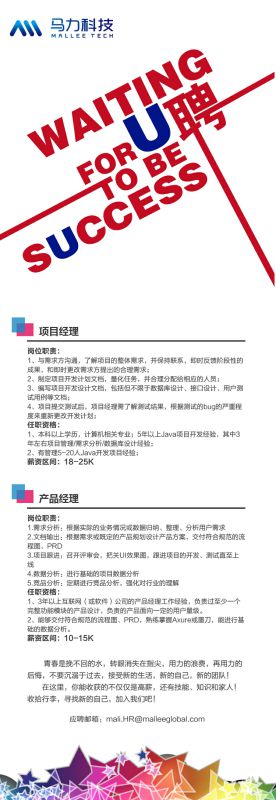 马力科技
MALLEE TECH
WAITING
FOR U 聘
TO BE
SUCCESS
项目经理
岗位职责：
1、与需求方沟通，了解项目的整体需求，并保持联系，即时反馈阶段性的
成果，和即时更改需求方提出的合理需求；
2、制定项目开发计划文档，量化任务，并合理分配给相应的人员；
3、编写项目开发设计文档，包括但不限于数据库设计、接口设计、用户测
试用例等文档；
4、项目提交测试后，项目经理需了解测试结果，根据测试的bug的严重程
度来重新更改开发计划；
任职资格：
1、本科以上学历，计算机相关专业；5年以上Java项目开发经验，其中3
年左右项目管理/需求分析/数据库设计经验；
2、有管理5-20人Java开发项目经验；
薪资区间：18-25K
产品经理
岗位职责：
1.需求分析：根据实际的业务情况或数据归纳、整理、分析用户需求
2.文档输出：根据需求或既定的产品规划设计产品方案，交付符合规范的流
程图、PRD
3.项目跟进：召开评审会，把关UI效果图，跟进项目的开发、测试直至上
线
4.数据分析：进行基础的项目数据分析
5.竞品分析：定期进行竞品分析，强化对行业的理解
任职资格：
1、3年以上互联网（或软件）公司的产品经理工作经验，负责过至少一个
完整功能模块的产品设计，负责的产品面向一定的用户量级。
2、能够交付符合规范的流程图、PRD，熟练掌握Axure或墨刀，能进行基
础的数据分析。
薪资区间：10-15K
青春是挽不回的水，转眼消失在指尖，用力的浪费，再用力的
后悔，不要沉溺于过去，接受新的生活、新的自己，新的团队！
在这里，你能收获的不仅仅是高薪，还有技能、知识和家人！
收拾行李，寻找新的自己，加入我们吧！
应聘邮箱：mali.HR@malleeglobal.com